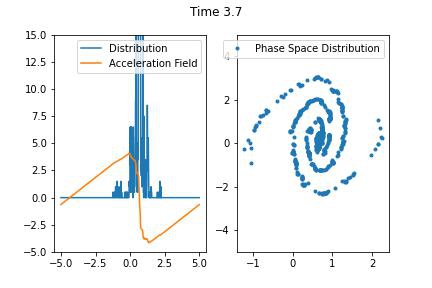 Time 3.7
Distribution
Acceleration Field
15.0
12.5
10.0
7.5
5.0
2.5
0.0
−2.5
−5.0
−5.0 −2.5 0.0 2.5 5.0
Phase Space Distribution
4
2
0
−2
−4
−1 0 1 2